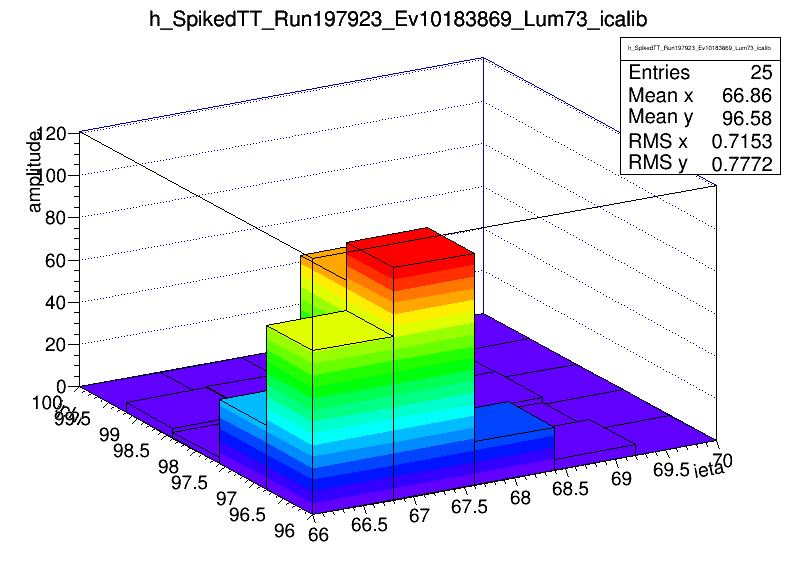 h_SpikedTT_Run197923_Ev10183869_Lum73_icalib
h_SpikedTT_Run197923_Ev10183869_Lum73_icalib
Entries 25
Mean x 66.86
Mean y 96.58
RMS x 0.7153
RMS y 0.7772
amplitude
120
100
80
60
40
20
0
100
99.5
99
98.5
98
97.5
97
96.5
96
66
66.5
67
67.5
68
68.5
69
69.5
70
ieta